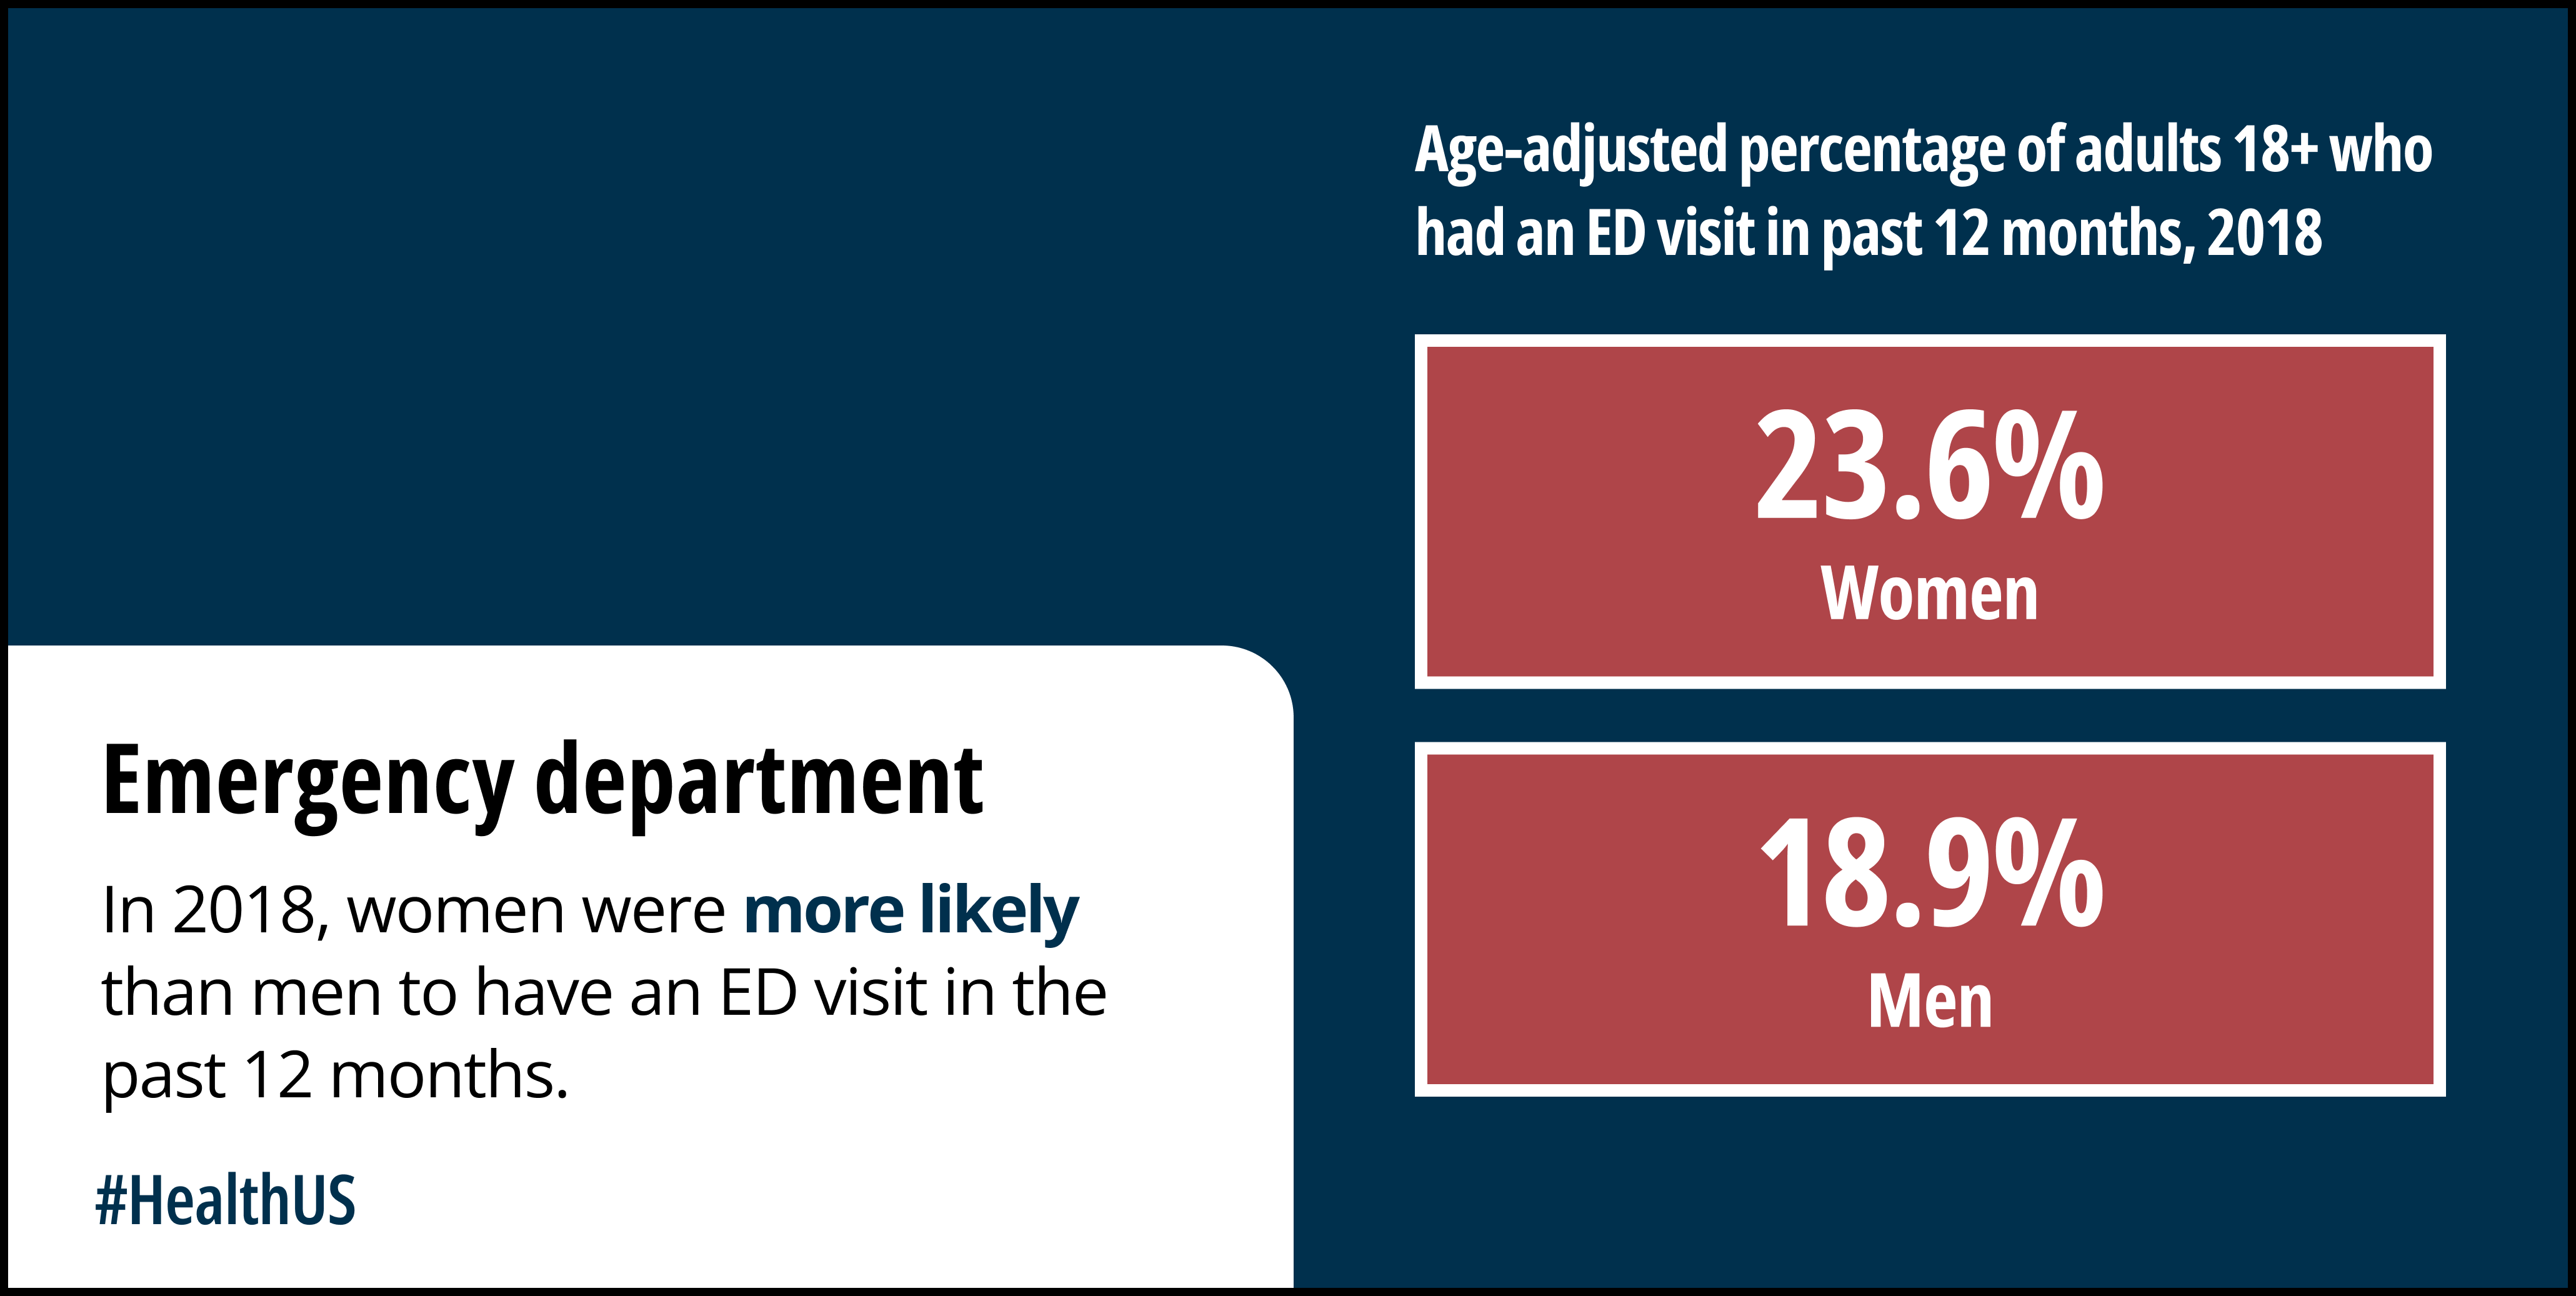 Age-adjusted percentage of adults 18+ who
had an ED visit in past 12 months, 2018
23.6%
Women
18.9%
Men
Emergency department
In 2018, women were more likely
than men to have an ED visit in the
past 12 months.
#HealthUS